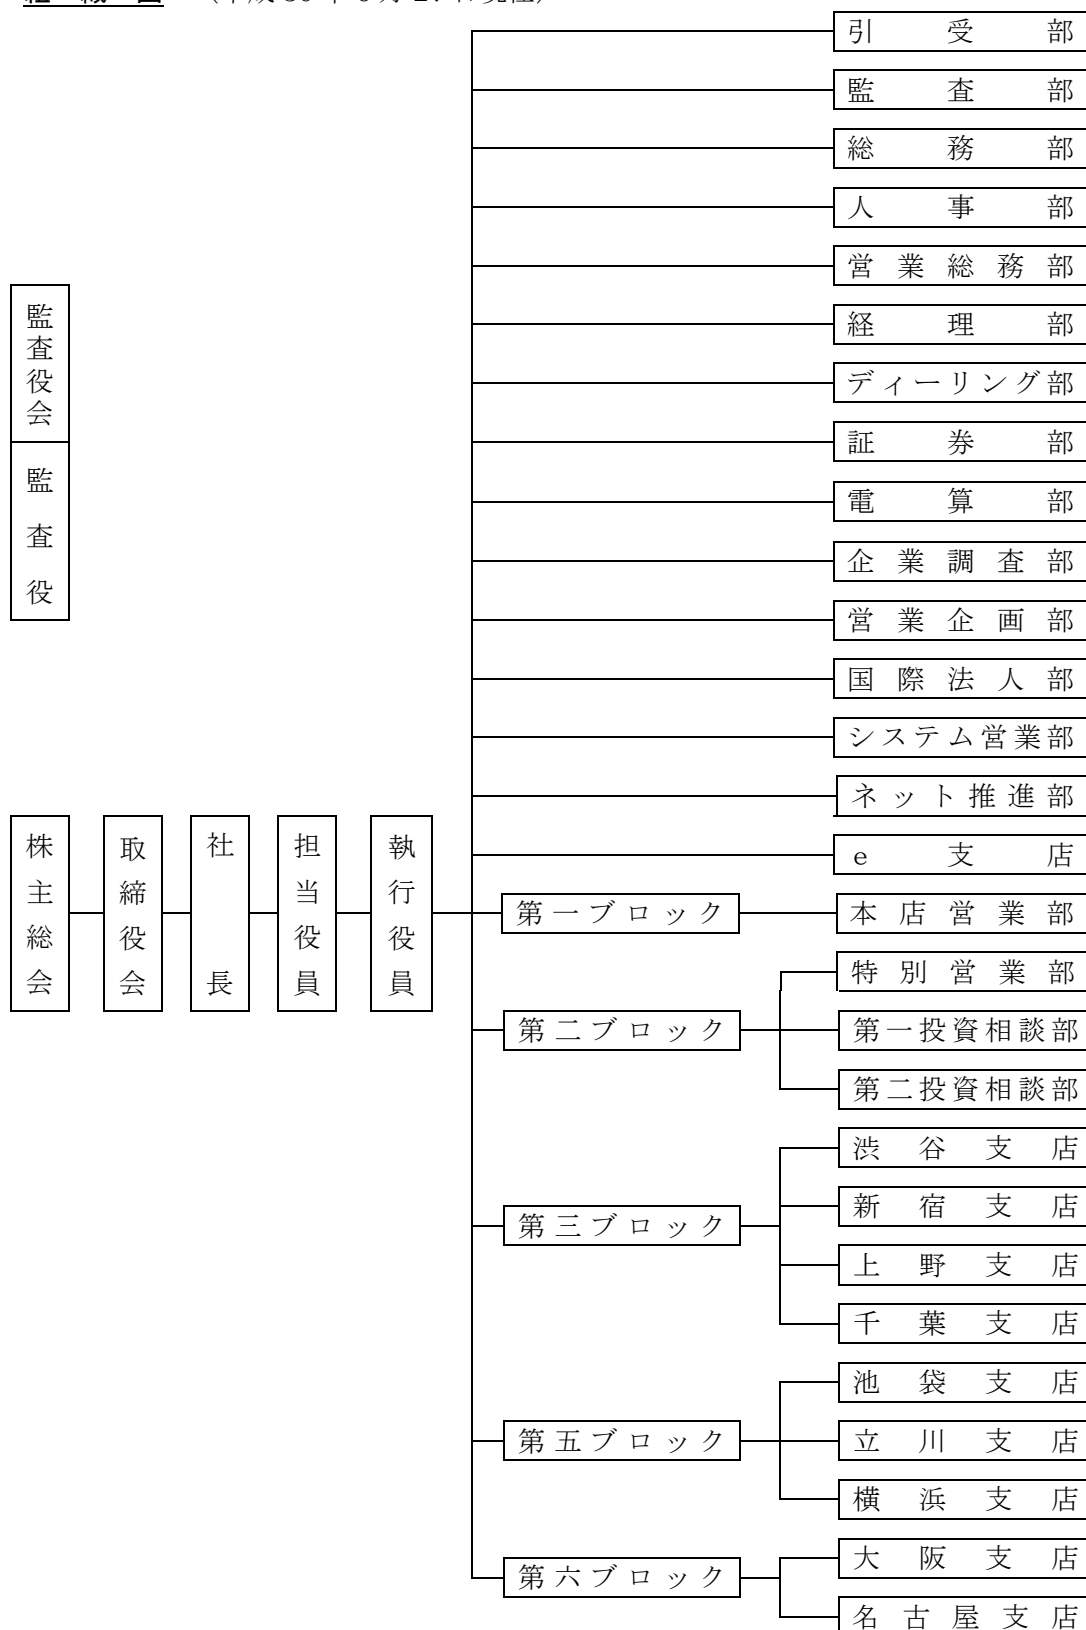 引受部
監査部
総務部
人事部
営業総務部
監査役会
経理部
ディーリング部
証券部
監査役
電算部
企業調査部
営業企画部
国際法人部
システム営業部
ネット推進部
e支店
株主総会
取締役会
社長
担当役員
執行役員
第一ブロック
本店営業部
特別営業部
第二ブロック
第一投資相談部
第二投資相談部
渋谷支店
新宿支店
第三ブロック
上野支店
千葉支店
池袋支店
第五ブロック
立川支店
横浜支店
大阪支店
第六ブロック
名古屋支店